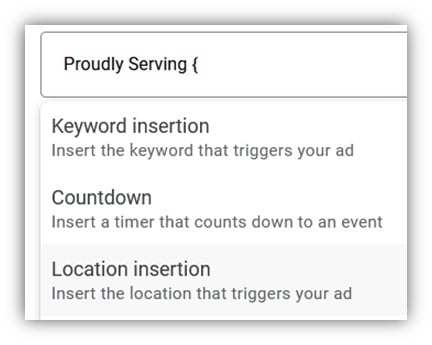 Proudly Serving {
Keyword insertion
Insert the keyword that triggers your ad
Countdown
Insert a timer that counts down to an event
Location insertion
Insert the location that triggers your ad